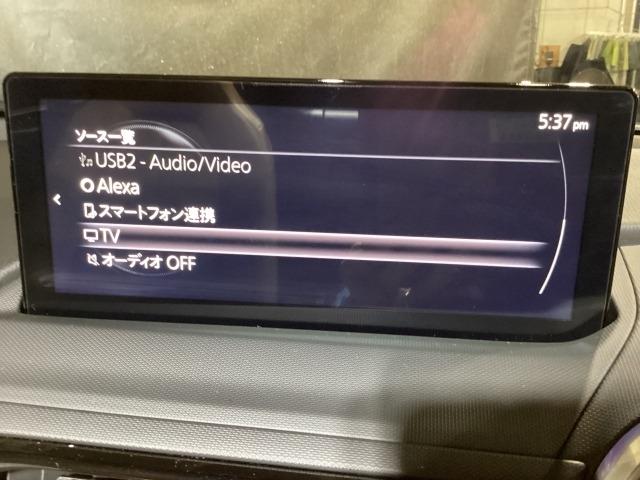 5:37 pm
ソース一覧
USB2 - Audio/Video
Alexa
スマートフォン連携
TV
オーディオ OFF